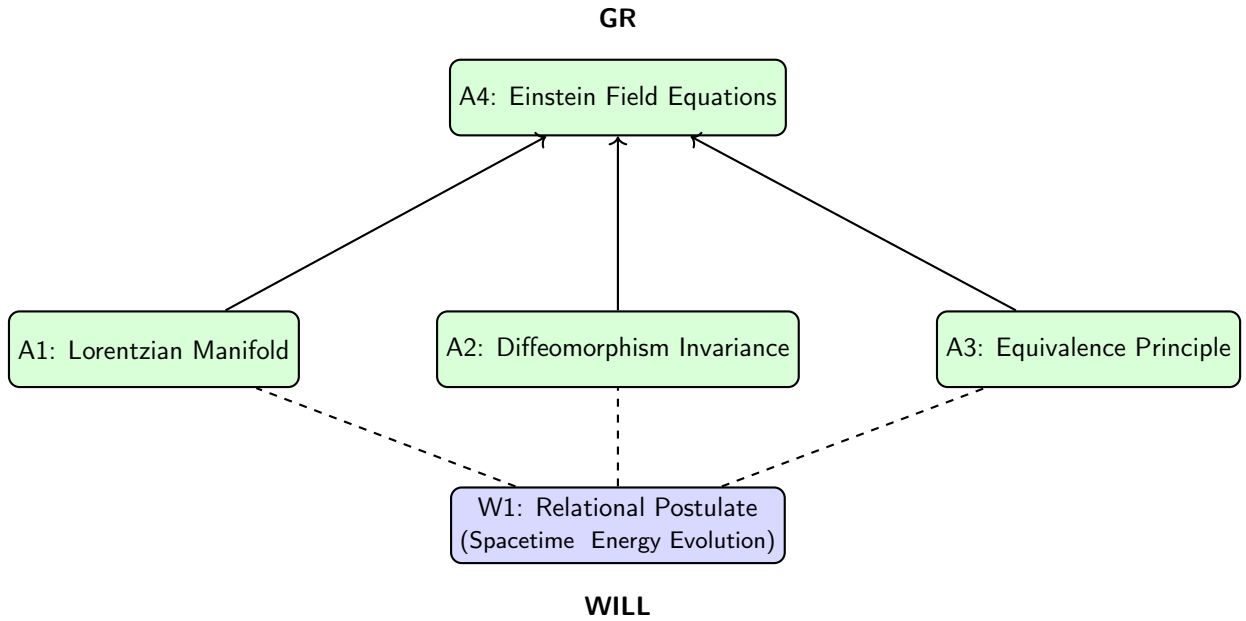 GR
A4: Einstein Field Equations
A1: Lorentzian Manifold
A2: Diffeomorphism Invariance
A3: Equivalence Principle
W1: Relational Postulate
(Spacetime Energy Evolution)
WILL